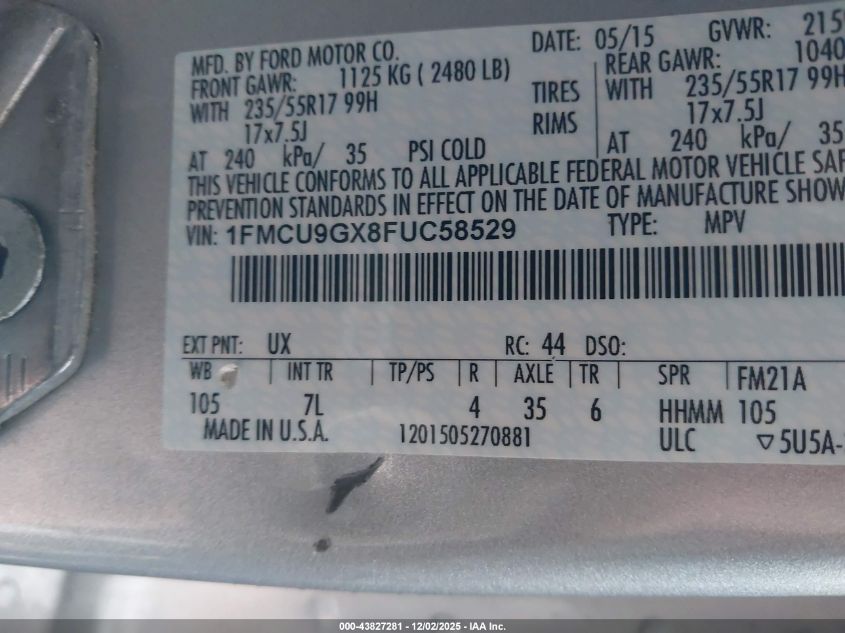 MFD. BY FORD MOTOR CO. DATE: 05/15 GVWR:
FRONT GAWR: 1125 KG ( 2480 LB) REAR GAWR:
WITH 235/55R17 99H TIRES WITH 235/55R17 99H
17x7.5J RIMS 17x7.5J
AT 240 kPa/ 35 PSI COLD AT 240 kPa/ 35
THIS VEHICLE CONFORMS TO ALL APPLICABLE FEDERAL MOTOR VEHICLE
PREVENTION STANDARDS IN EFFECT ON THE DATE OF MANUFACTURE SHOW
VIN: 1FMCU9GX8FUC58529 TYPE: MPV
EXT PNT: UX RC: 44 DSO:
WB INT TR TP/PS R AXLE TR SPR FM21A
105 7L 4 35 6 HHMM 105
MADE IN U.S.A. 1201505270881 ULC ▽5U5A-
000-43827281 - 12/02/2025 - IAA Inc.